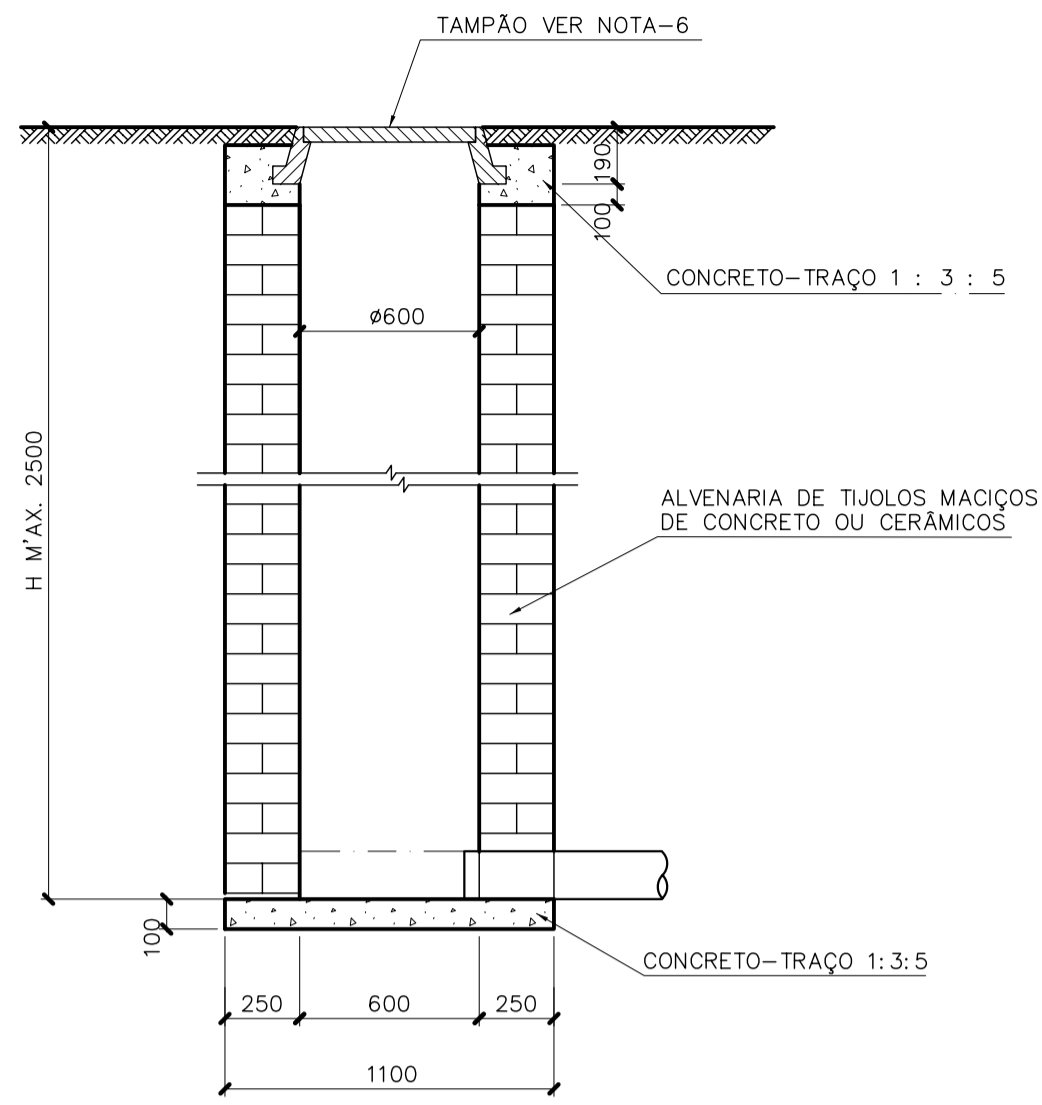 TAMPÃO VER NOTA-6
190
100
CONCRETO-TRAÇO 1 : 3 : 5
Ø600
H M'AX. 2500
ALVENARIA DE TIJOLOS MACIÇOS
DE CONCRETO OU CERÂMICOS
100
CONCRETO-TRAÇO 1:3:5
250
600
250
1100